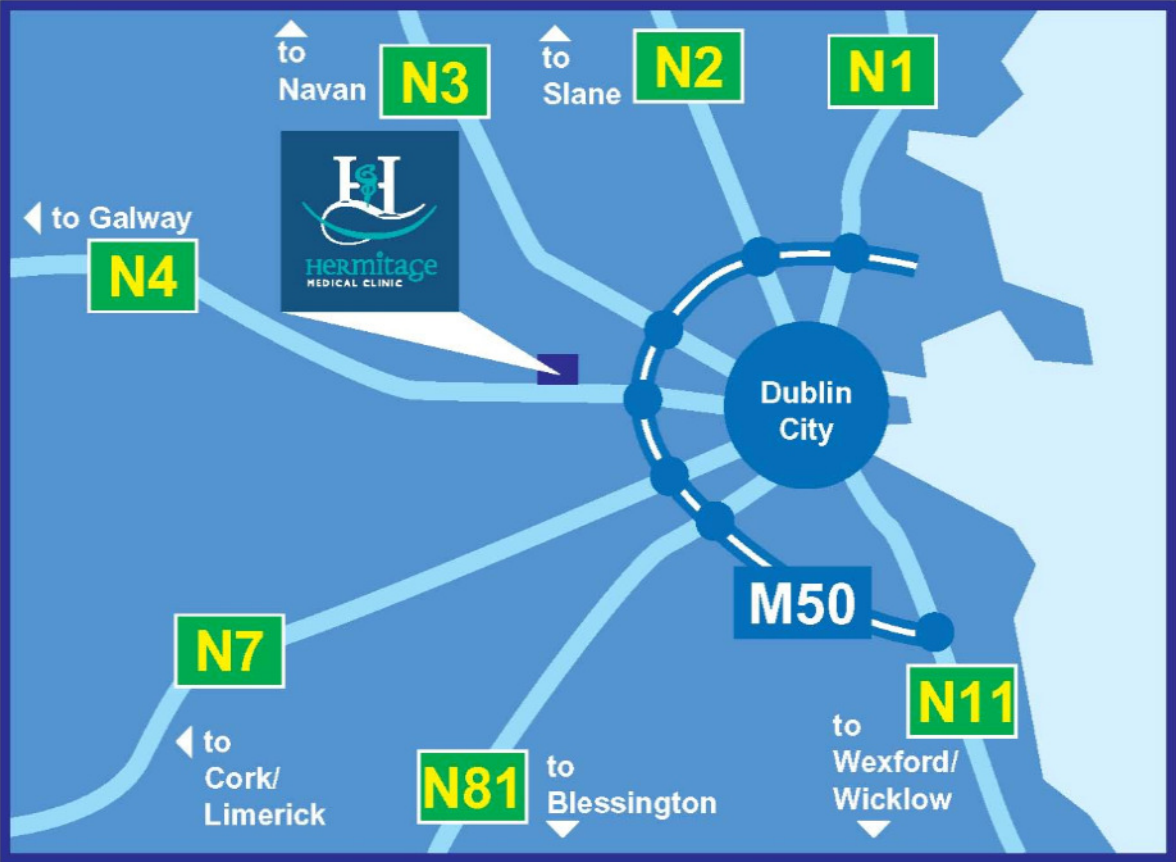 to
Navan
N3
to
Slane
N2
N1
to Galway
N4
H
Hermitage
MEDICAL CLINIC
Dublin
City
M50
N7
to
Cork/
Limerick
N81
to
Blessington
to
Wexford/
Wicklow
N11